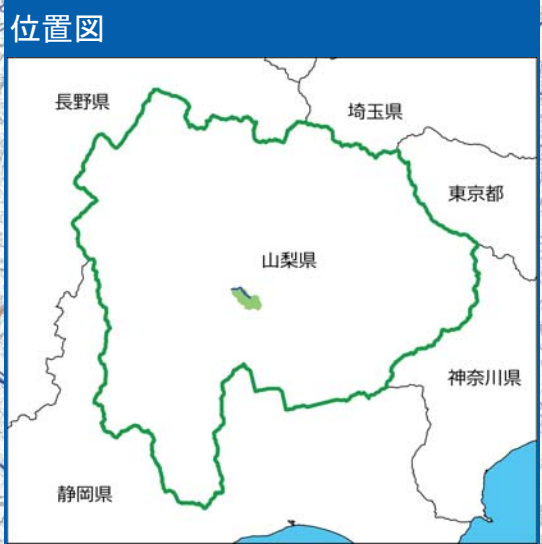 位置図
長野県
埼玉県
東京都
山梨県
神奈川県
静岡県